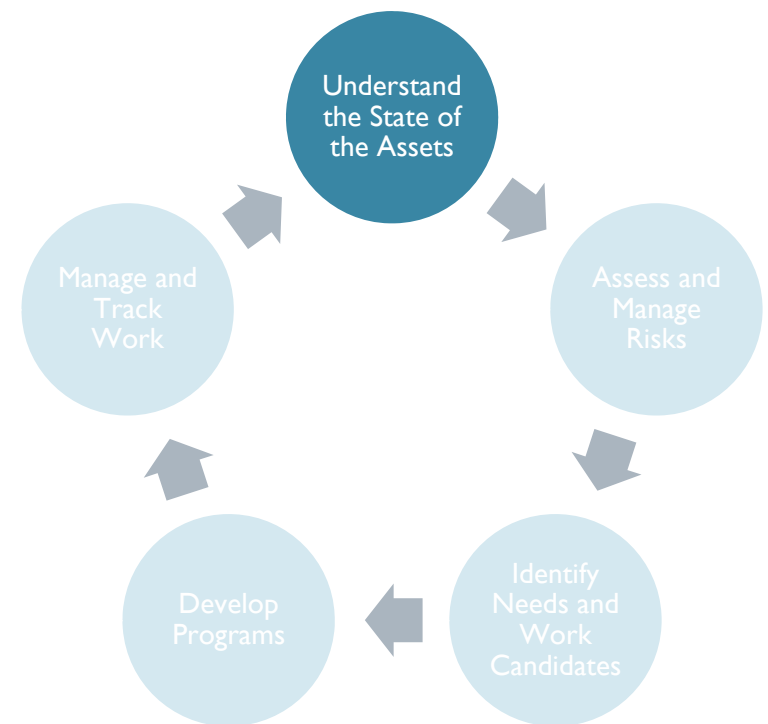 Understand
the State of
the Assets
Assess and
Manage
Risks
Identify
Needs and
Work
Candidates
Develop
Programs
Manage and
Track
Work